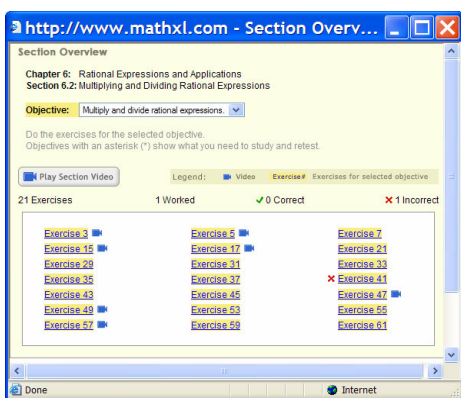 http://www.mathxl.com - Section Overv...
Section Overview
Chapter 6: Rational Expressions and Applications
Section 6.2: Multiplying and Dividing Rational Expressions
Objective: Multiply and divide rational expressions.
Do the exercises for the selected objective.
Objectives with an asterisk (*) show what you need to study and retest.
Play Section Video Legend: Video Exercise# Exercises for selected objective
21 Exercises 1 Worked 0 Correct 1 Incorrect
Exercise 3 Exercise 5 Exercise 7
Exercise 15 Exercise 17 Exercise 21
Exercise 29 Exercise 31 Exercise 33
Exercise 35 Exercise 37 Exercise 41
Exercise 43 Exercise 45 Exercise 47
Exercise 49 Exercise 53 Exercise 55
Exercise 57 Exercise 59 Exercise 61
Done Internet